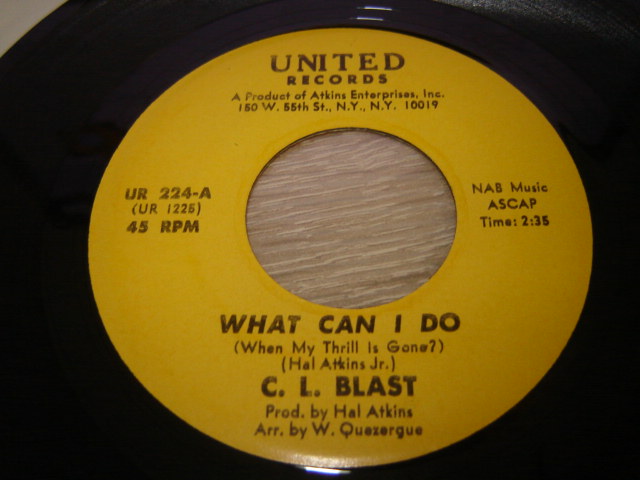 UNITED
RECORDS
A Product of Atkins Enterprises, Inc.
150 W. 55th St., N.Y., N.Y. 10019
UR 224-A
(UR 1225)
45 RPM
NAB Music
ASCAP
Time: 2:35
WHAT CAN I DO
(When My Thrill Is Gone?)
(Hal Atkins Jr.)
C. L. BLAST
Prod. by Hal Atkins
Arr. by W. Quezergue